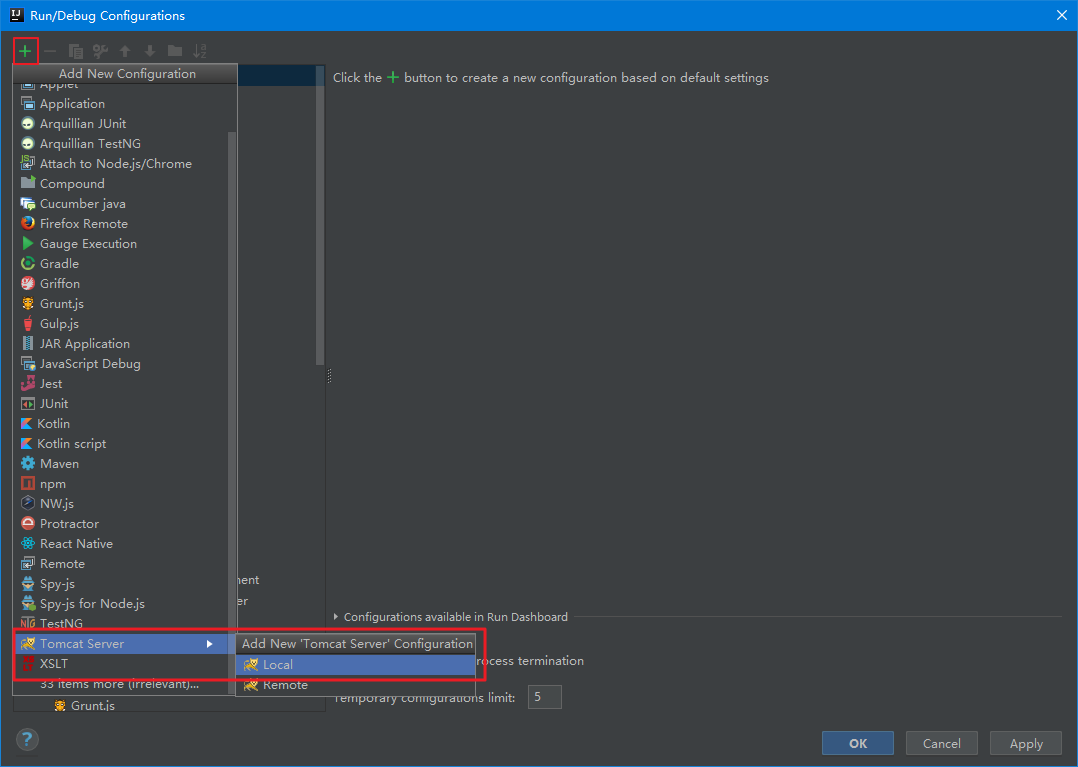 Run/Debug Configurations
Add New Configuration
Click the + button to create a new configuration based on default settings
Applet
Application
Arquillian JUnit
Arquillian TestNG
Attach to Node.js/Chrome
Compound
Cucumber java
Firefox Remote
Gauge Execution
Gradle
Griffon
Grunt.js
Gulp.js
JAR Application
JavaScript Debug
Jest
JUnit
Kotlin
Kotlin script
Maven
npm
NW.js
Protractor
React Native
Remote
Spy-js
Spy-js for Node.js
TestNG
Configurations available in Run Dashboard
Tomcat Server
Add New 'Tomcat Server' Configuration
XSLT
Local
rocess termination
33 items more (irrelevant)...
Remote
Temporary configurations limit: 5
Grunt.js
?
OK Cancel Apply